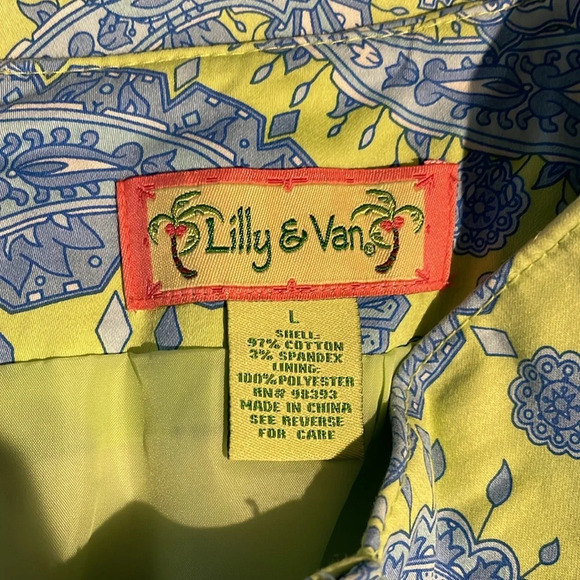 Lilly & Van®
L
SHELL:
97% COTTON
3% SPANDEX
LINING:
100%POLYESTER
RN# 98393
MADE IN CHINA
SEE REVERSE
FOR CARE